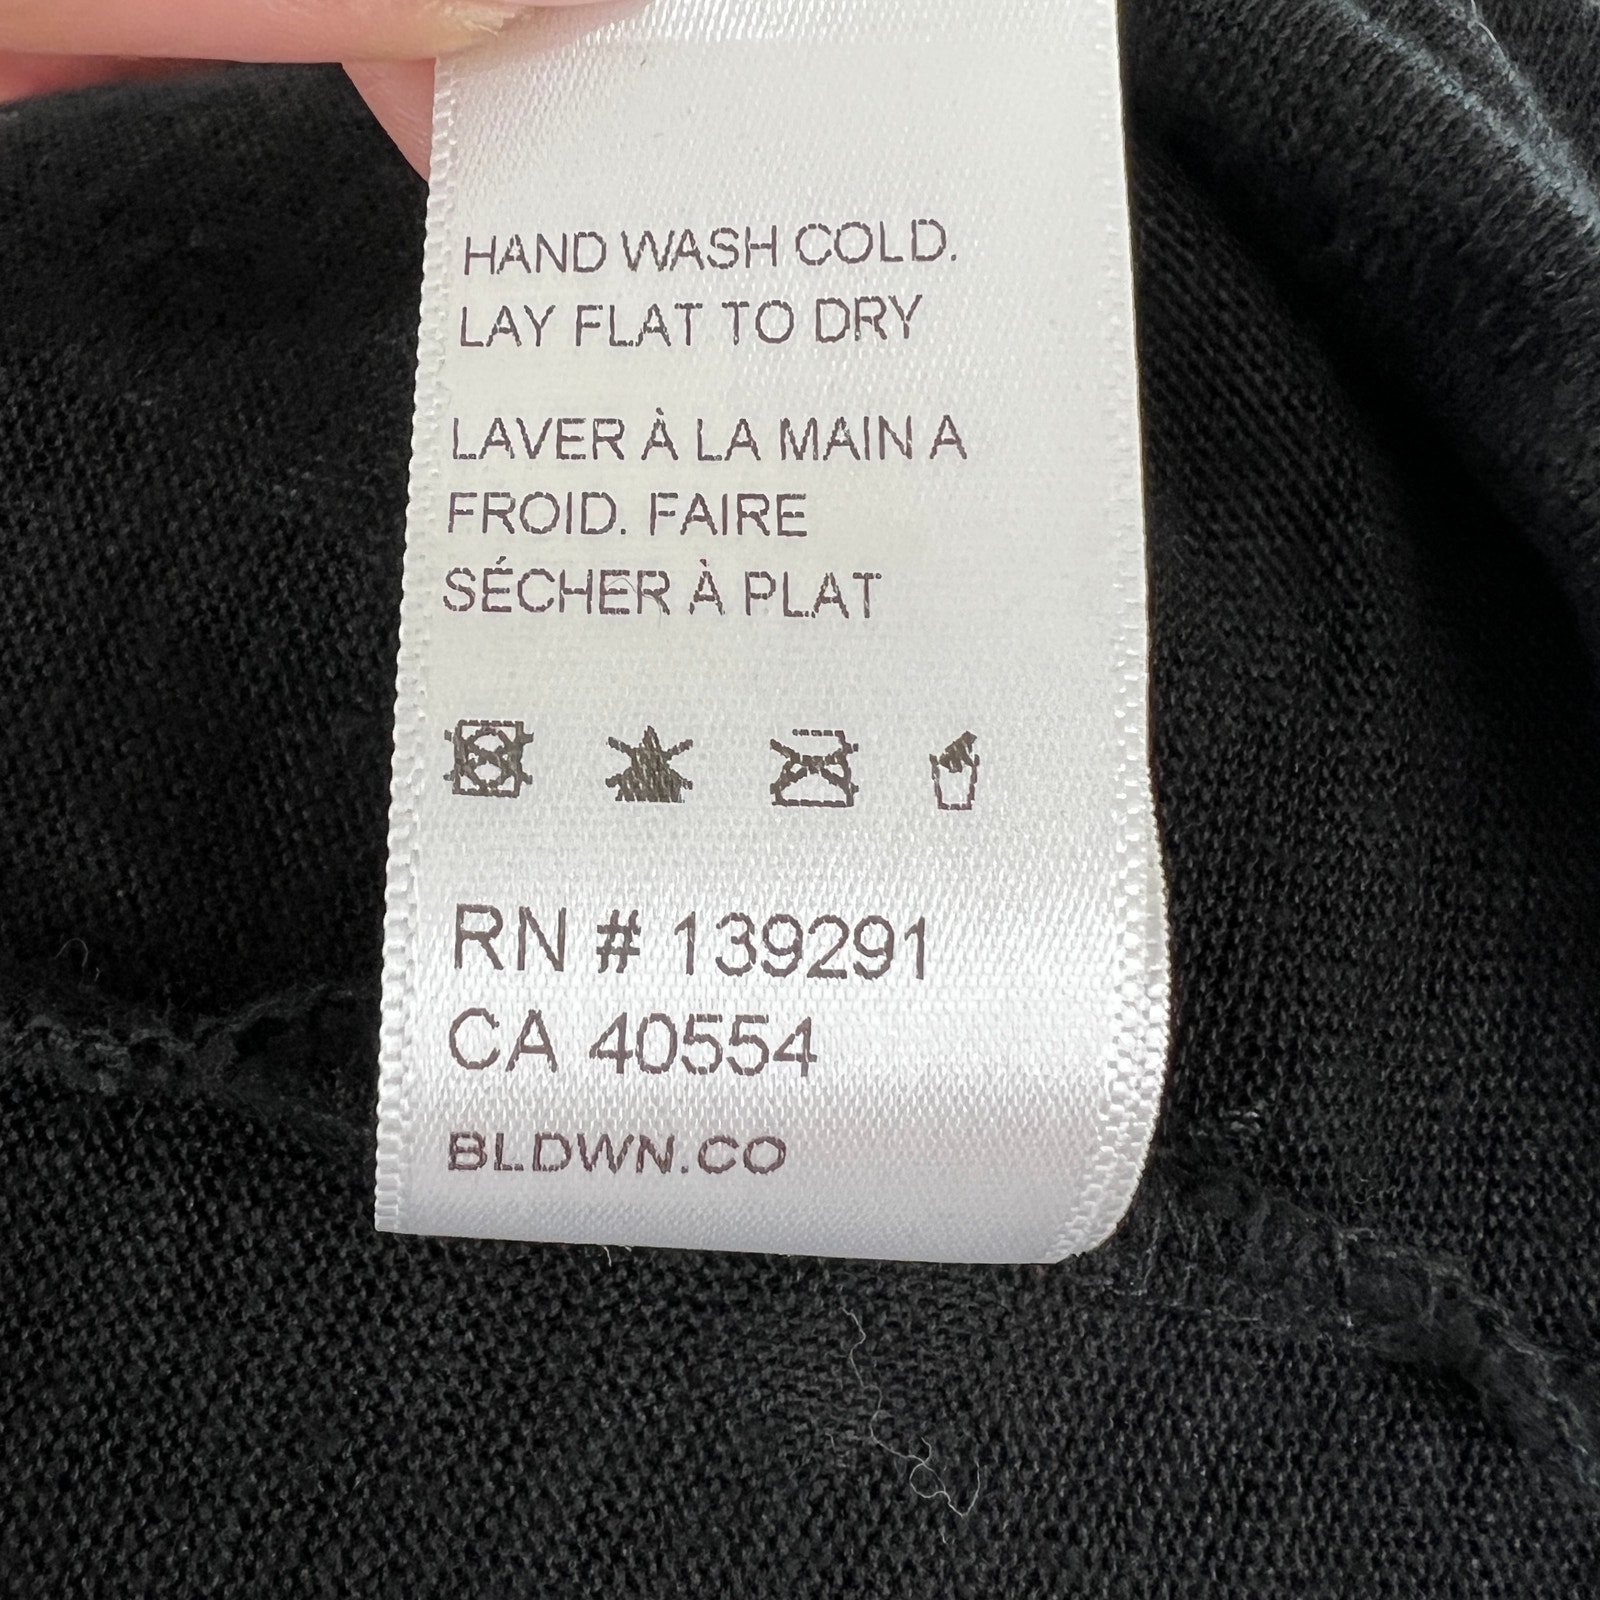 HAND WASH COLD.
LAY FLAT TO DRY
LAVER À LA MAIN A
FROID. FAIRE
SÉCHER À PLAT
RN # 139291
CA 40554
BLDWN.CO